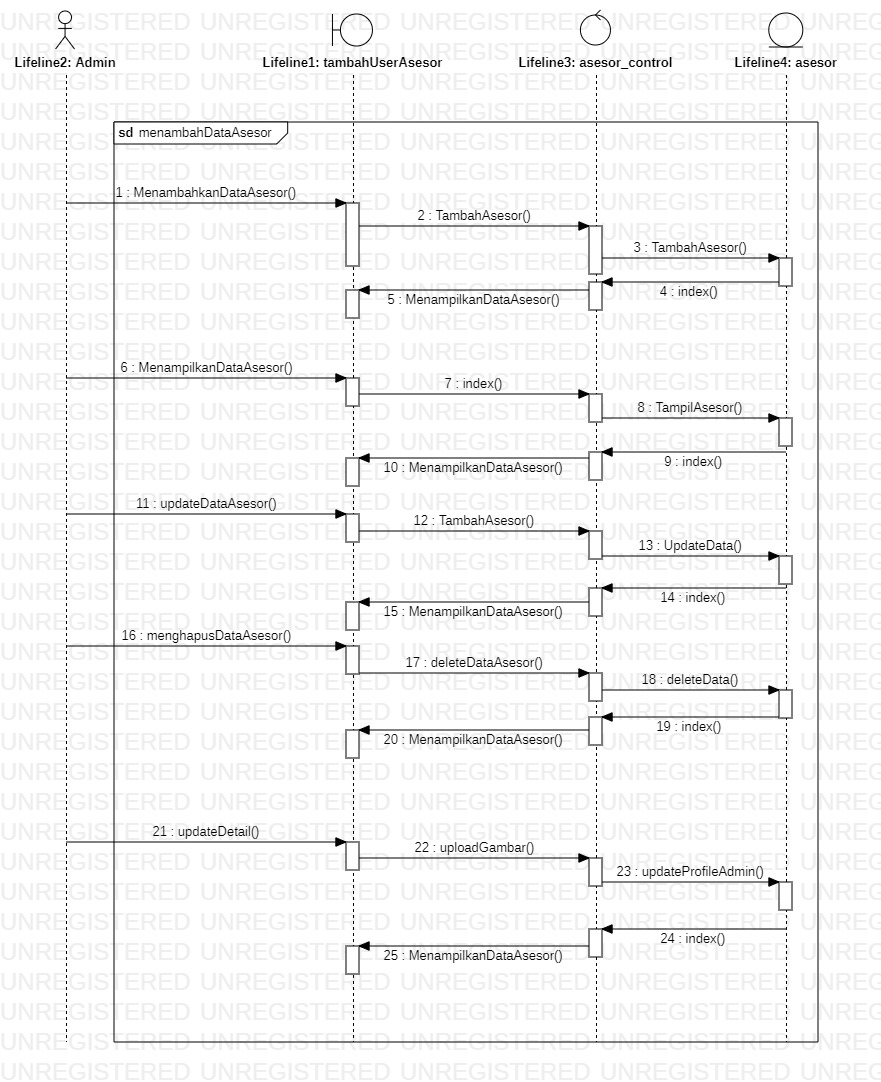 Lifeline2: Admin
Lifeline1: tambahUserAsesor
Lifeline3: asesor_control
Lifeline4: asesor
sd menambahDataAsesor
1 : MenambahkanDataAsesor()
2 : TambahAsesor()
3 : TambahAsesor()
4 : index()
5 : MenampilkanDataAsesor()
6 : MenampilkanDataAsesor()
7 : index()
8 : TampilAsesor()
9 : index()
10 : MenampilkanDataAsesor()
11 : updateDataAsesor()
12 : TambahAsesor()
13 : UpdateData()
14 : index()
15 : MenampilkanDataAsesor()
16 : menghapusDataAsesor()
17 : deleteDataAsesor()
18 : deleteData()
19 : index()
20 : MenampilkanDataAsesor()
21 : updateDetail()
22 : uploadGambar()
23 : updateProfileAdmin()
24 : index()
25 : MenampilkanDataAsesor()
UNREGISTERED